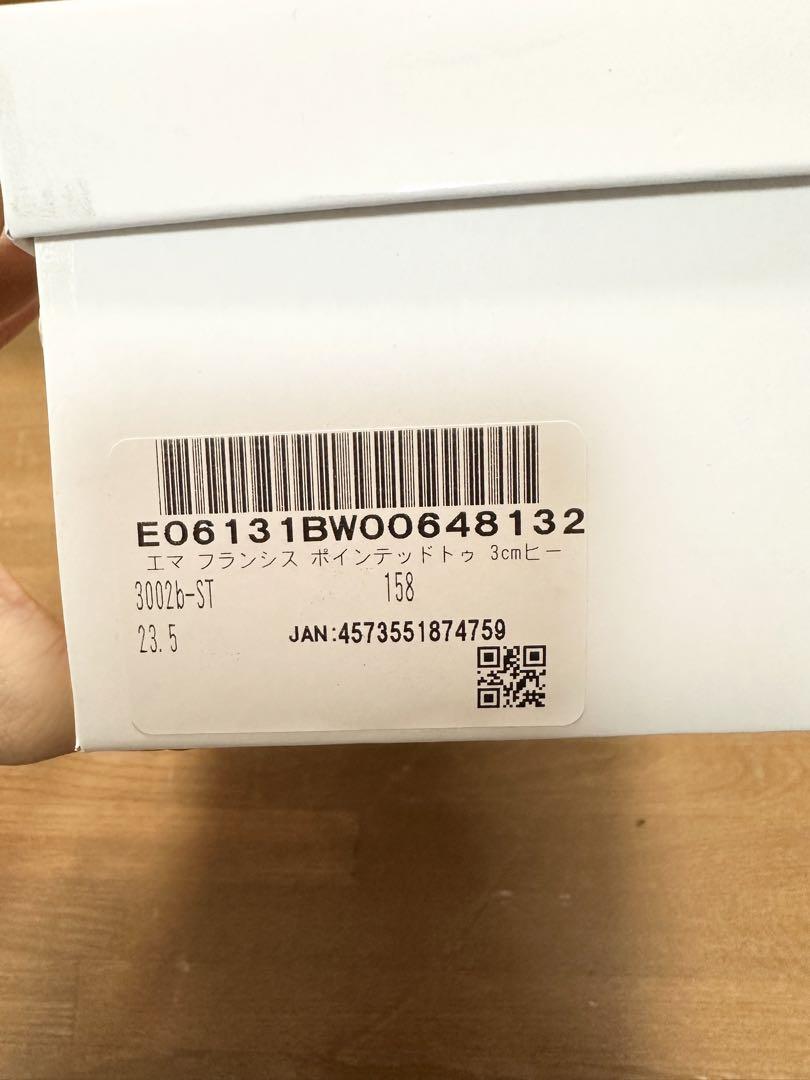 E06131BW00648132
エマ フランシス ポインテッドトゥ 3cmヒー
3002b-ST 158
23.5 JAN:4573551874759